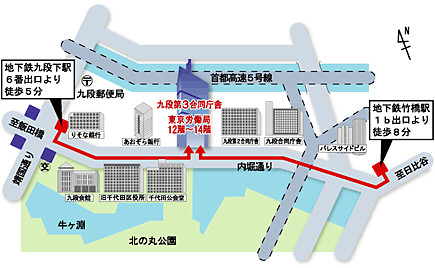 地下鉄九段下駅
6番出口より
徒歩5分
九段郵便局
首都高速5号線
九段第3合同庁舎
東京労働局
12階～14階
地下鉄竹橋駅
1b出口より
徒歩8分
至飯田橋
りそな銀行
あおぞら銀行
九段第2合同庁舎
九段合同庁舎
パレスサイドビル
靖国通り
内堀通り
至日比谷
九段会館
旧千代田区役所
千代田公会堂
牛ヶ淵
北の丸公園
N